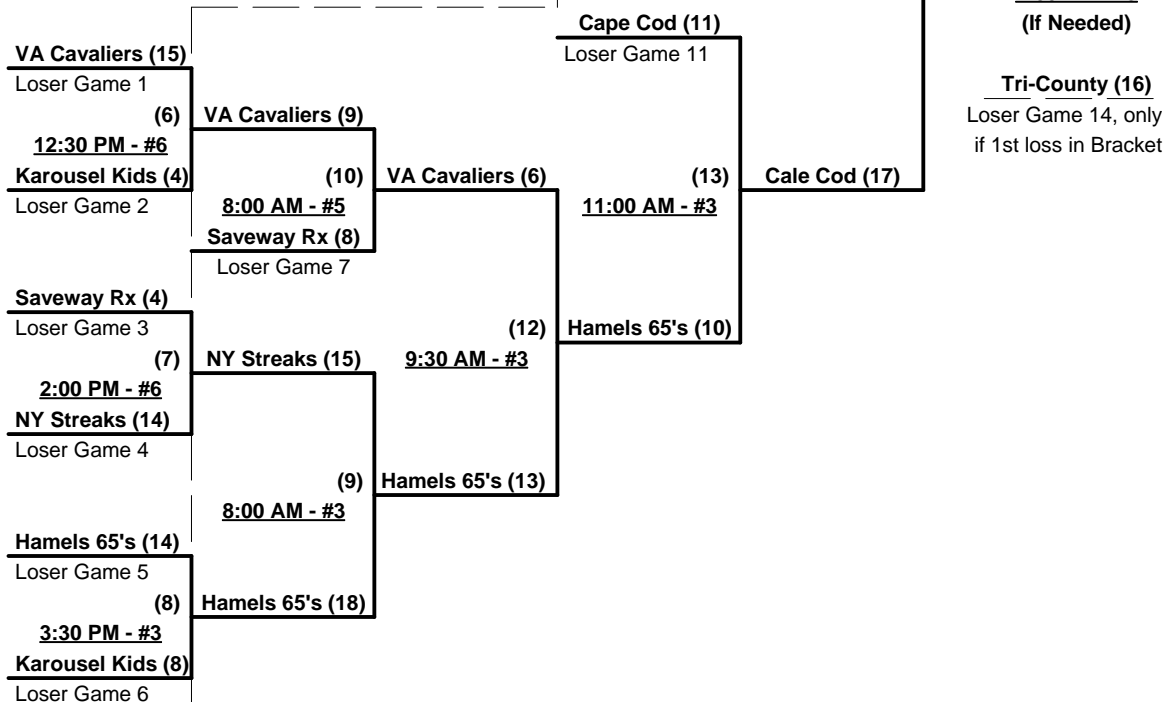 Cape Cod (11)
(If Needed)
VA Cavaliers (15)
Loser Game 11
Loser Game 1
Tri-County (16)
(6)
VA Cavaliers (9)
Loser Game 14, only
12:30 PM - #6
if 1st loss in Bracket
Karousel Kids (4)
(10)
VA Cavaliers (6)
(13)
Cale Cod (17)
Loser Game 2
8:00 AM - #5
11:00 AM - #3
Saveway Rx (8)
Loser Game 7
Saveway Rx (4)
Loser Game 3
(12)
Hamels 65's (10)
(7)
NY Streaks (15)
9:30 AM - #3
2:00 PM - #6
NY Streaks (14)
Loser Game 4
(9)
Hamels 65's (13)
8:00 AM - #3
Hamels 65's (14)
Loser Game 5
(8)
Hamels 65's (18)
3:30 PM - #3
Karousel Kids (8)
Loser Game 6